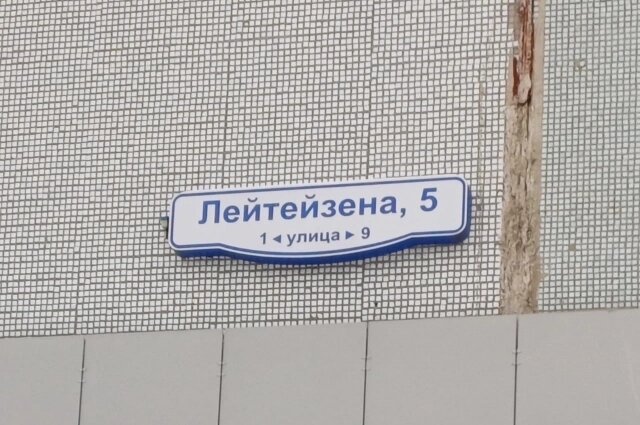 Лейтейзена, 5
1 ◂ улица ▸ 9